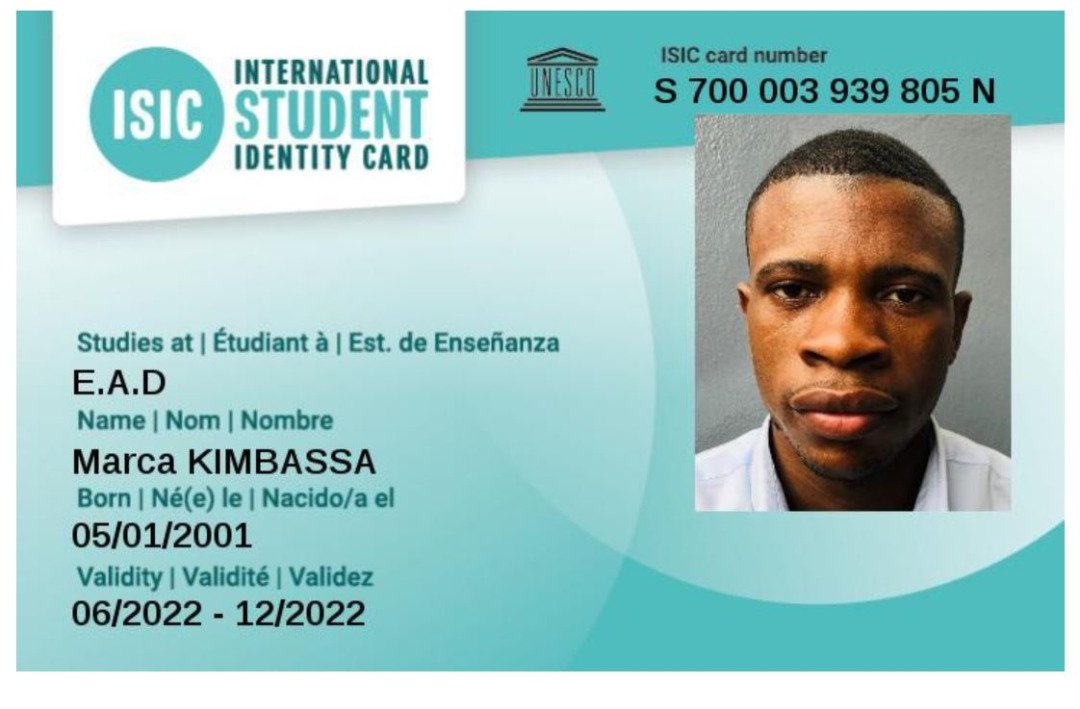 ISIC
INTERNATIONAL
STUDENT
IDENTITY CARD
UNESCO
ISIC card number
S 700 003 939 805 N
Studies at | Étudiant à | Est. de Enseñanza
E.A.D
Name | Nom | Nombre
Marca KIMBASSA
Born | Né(e) le | Nacido/a el
05/01/2001
Validity | Validité | Validez
06/2022 - 12/2022